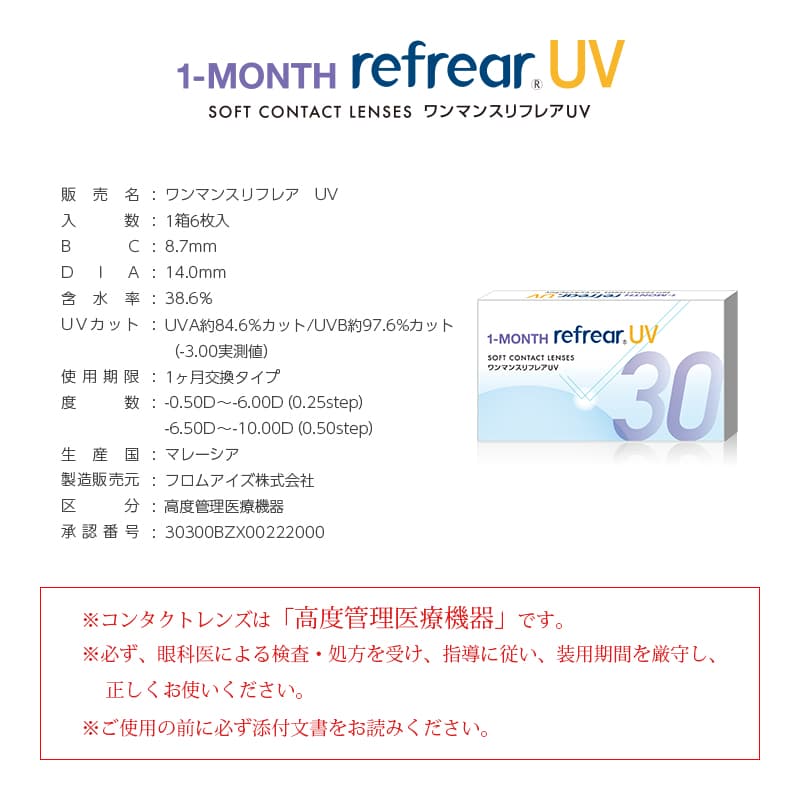 1-MONTH refrear® UV
SOFT CONTACT LENSES ワンマンスリフレアUV
販売名：ワンマンスリフレア　UV
入数：1箱6枚入
BC：8.7mm
DIA：14.0mm
含水率：38.6%
UVカット：UVA約84.6%カット/UVB約97.6%カット
（-3.00実測値）
使用期限：1ヶ月交換タイプ
度数：-0.50D～-6.00D (0.25step)
-6.50D～-10.00D (0.50step)
生産国：マレーシア
製造販売元：フロムアイズ株式会社
区分：高度管理医療機器
承認番号：30300BZX00222000
1-MONTH refrear UV
1-MONTH refrear® UV
SOFT CONTACT LENSES
ワンマンスリフレアUV
30
※コンタクトレンズは「高度管理医療機器」です。
※必ず、眼科医による検査・処方を受け、指導に従い、装用期間を厳守し、
正しくお使いください。
※ご使用の前に必ず添付文書をお読みください。